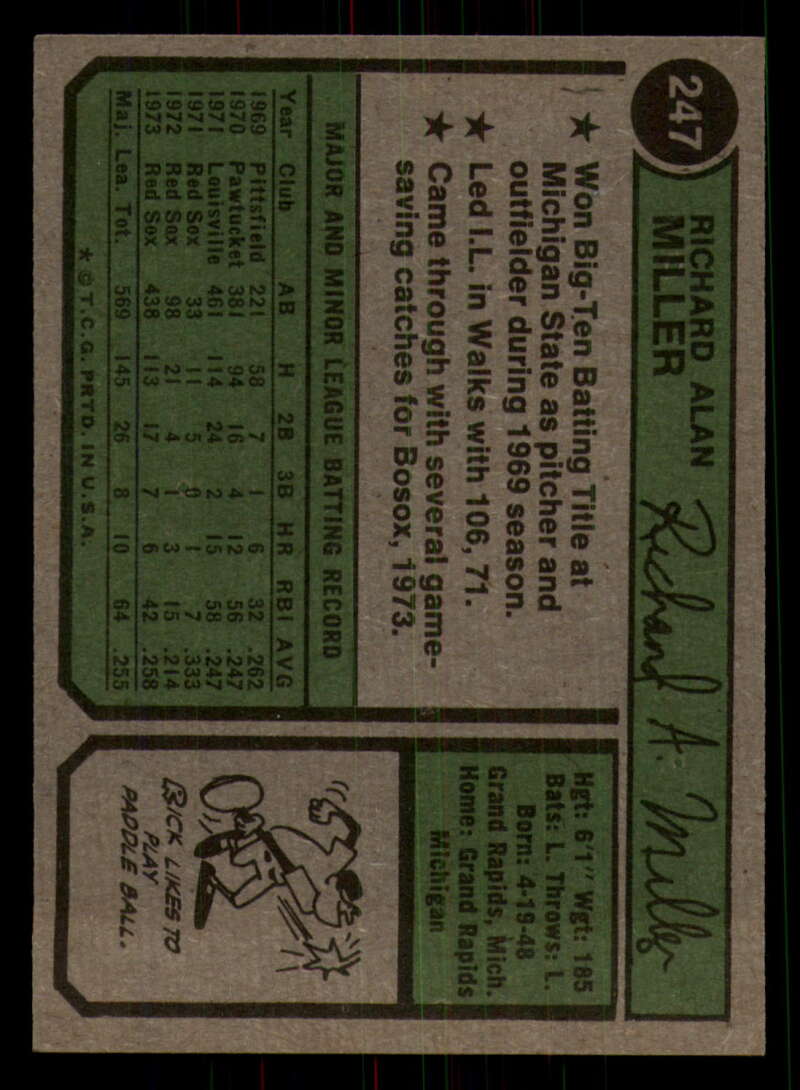 247
RICHARD ALAN
MILLER
Richard A. Miller
★ Won Big-Ten Batting Title at
Michigan State as pitcher and
outfielder during 1969 season.
★ Led I.L. in Walks with 106, 71.
★ Came through with several game-
saving catches for Bosox, 1973.
MAJOR AND MINOR LEAGUE BATTING RECORD
Year Club AB H 2B 3B HR RBI AVG
1969 Pittsfield 221 58 7 1 6 32 .262
1970 Pawtucket 381 94 16 4 12 56 .247
1971 Louisville 461 114 24 2 15 58 .247
1971 Red Sox 33 11 5 0 1 7 .333
1972 Red Sox 98 21 4 1 3 15 .214
1973 Red Sox 438 113 17 7 6 42 .258
Maj. Lea. Tot. 569 145 26 8 10 64 .255
* © T.C.G. PRTD. IN U.S.A.
Hgt: 6'1" Wgt: 185
Bats: L. Throws: L.
Born: 4-19-48
Grand Rapids, Mich.
Home: Grand Rapids
Michigan
RICK LIKES TO
PLAY
PADDLE BALL.